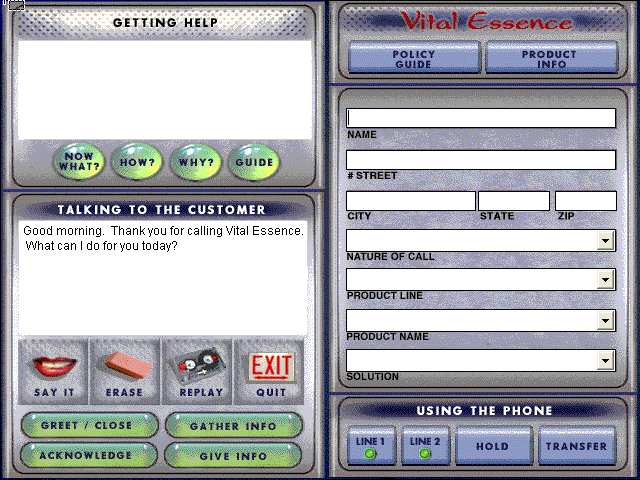 GETTING HELP
NOW WHAT?
HOW?
WHY?
GUIDE
TALKING TO THE CUSTOMER
Good morning.  Thank you for calling Vital Essence.
What can I do for you today?
SAY IT
ERASE
REPLAY
EXIT
QUIT
GREET / CLOSE
GATHER INFO
ACKNOWLEDGE
GIVE INFO
Vital Essence
POLICY GUIDE
PRODUCT INFO
NAME
# STREET
CITY
STATE
ZIP
NATURE OF CALL
PRODUCT LINE
PRODUCT NAME
SOLUTION
USING THE PHONE
LINE 1
LINE 2
HOLD
TRANSFER